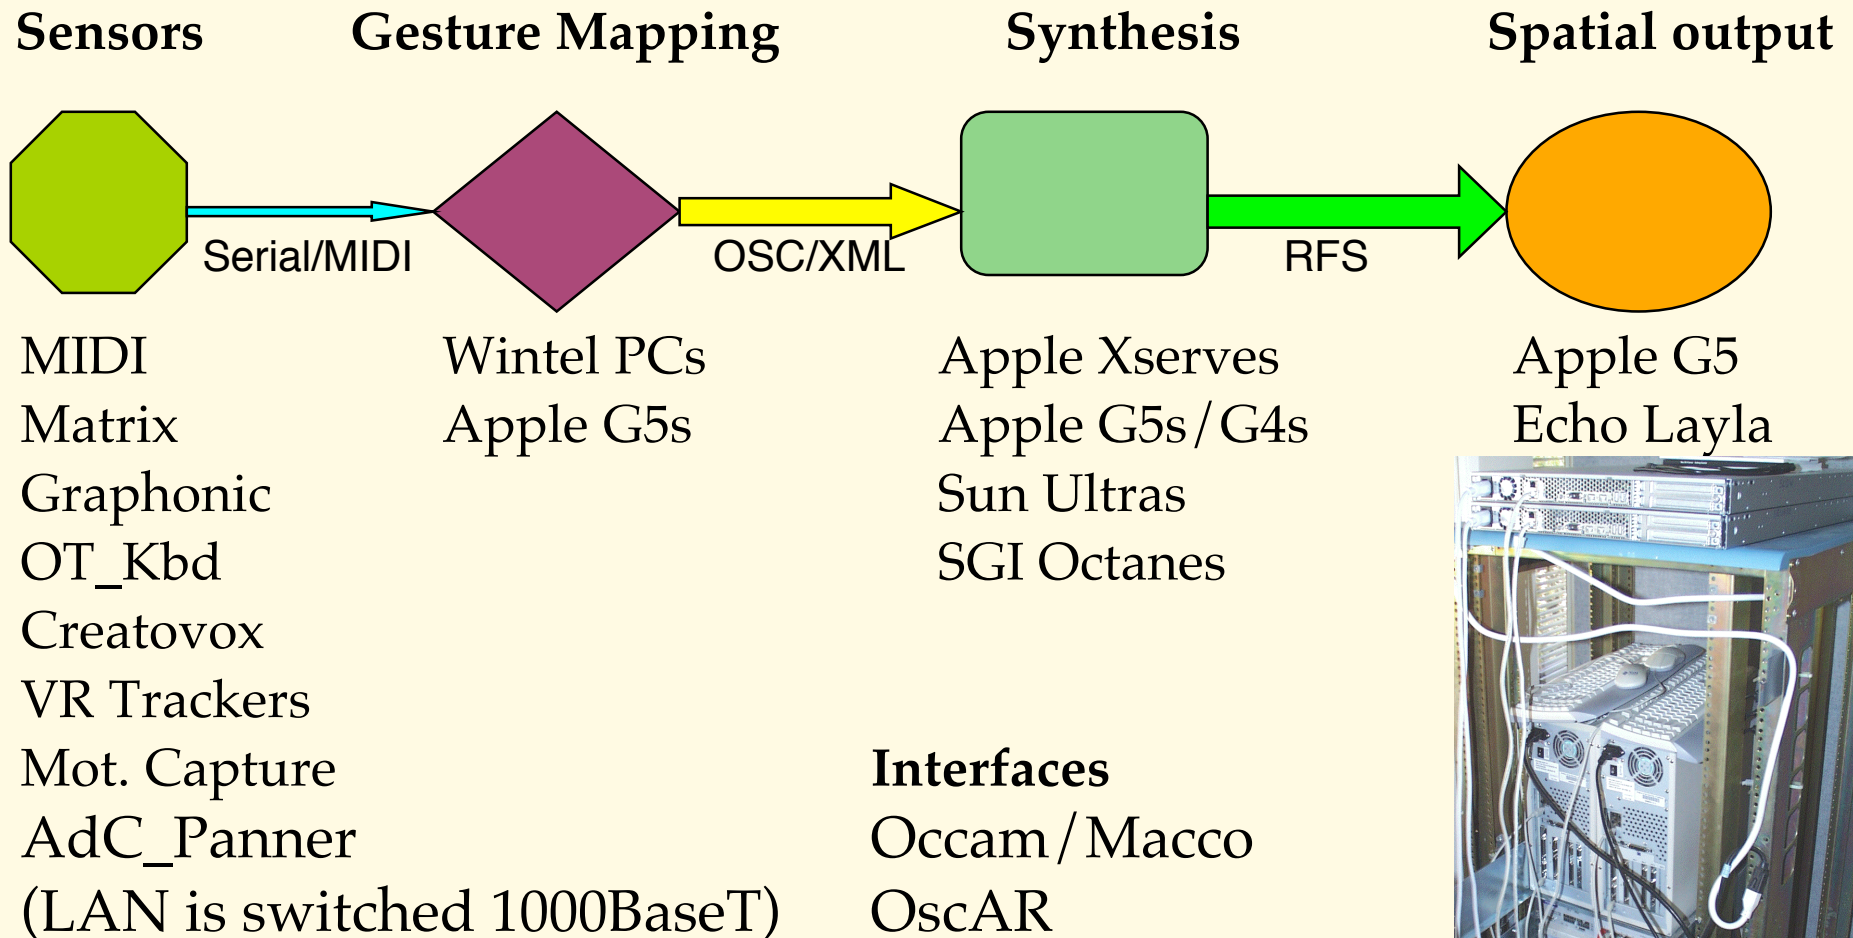 Sensors
Gesture Mapping
Synthesis
Spatial output
Serial/MIDI
OSC/XML
RFS
MIDI
Matrix
Graphonic
OT_Kbd
Creatovox
VR Trackers
Mot. Capture
AdC_Panner
(LAN is switched 1000BaseT)
Wintel PCs
Apple G5s
Apple Xserves
Apple G5s/G4s
Sun Ultras
SGI Octanes
Interfaces
Occam/Macco
OscAR
Apple G5
Echo Layla